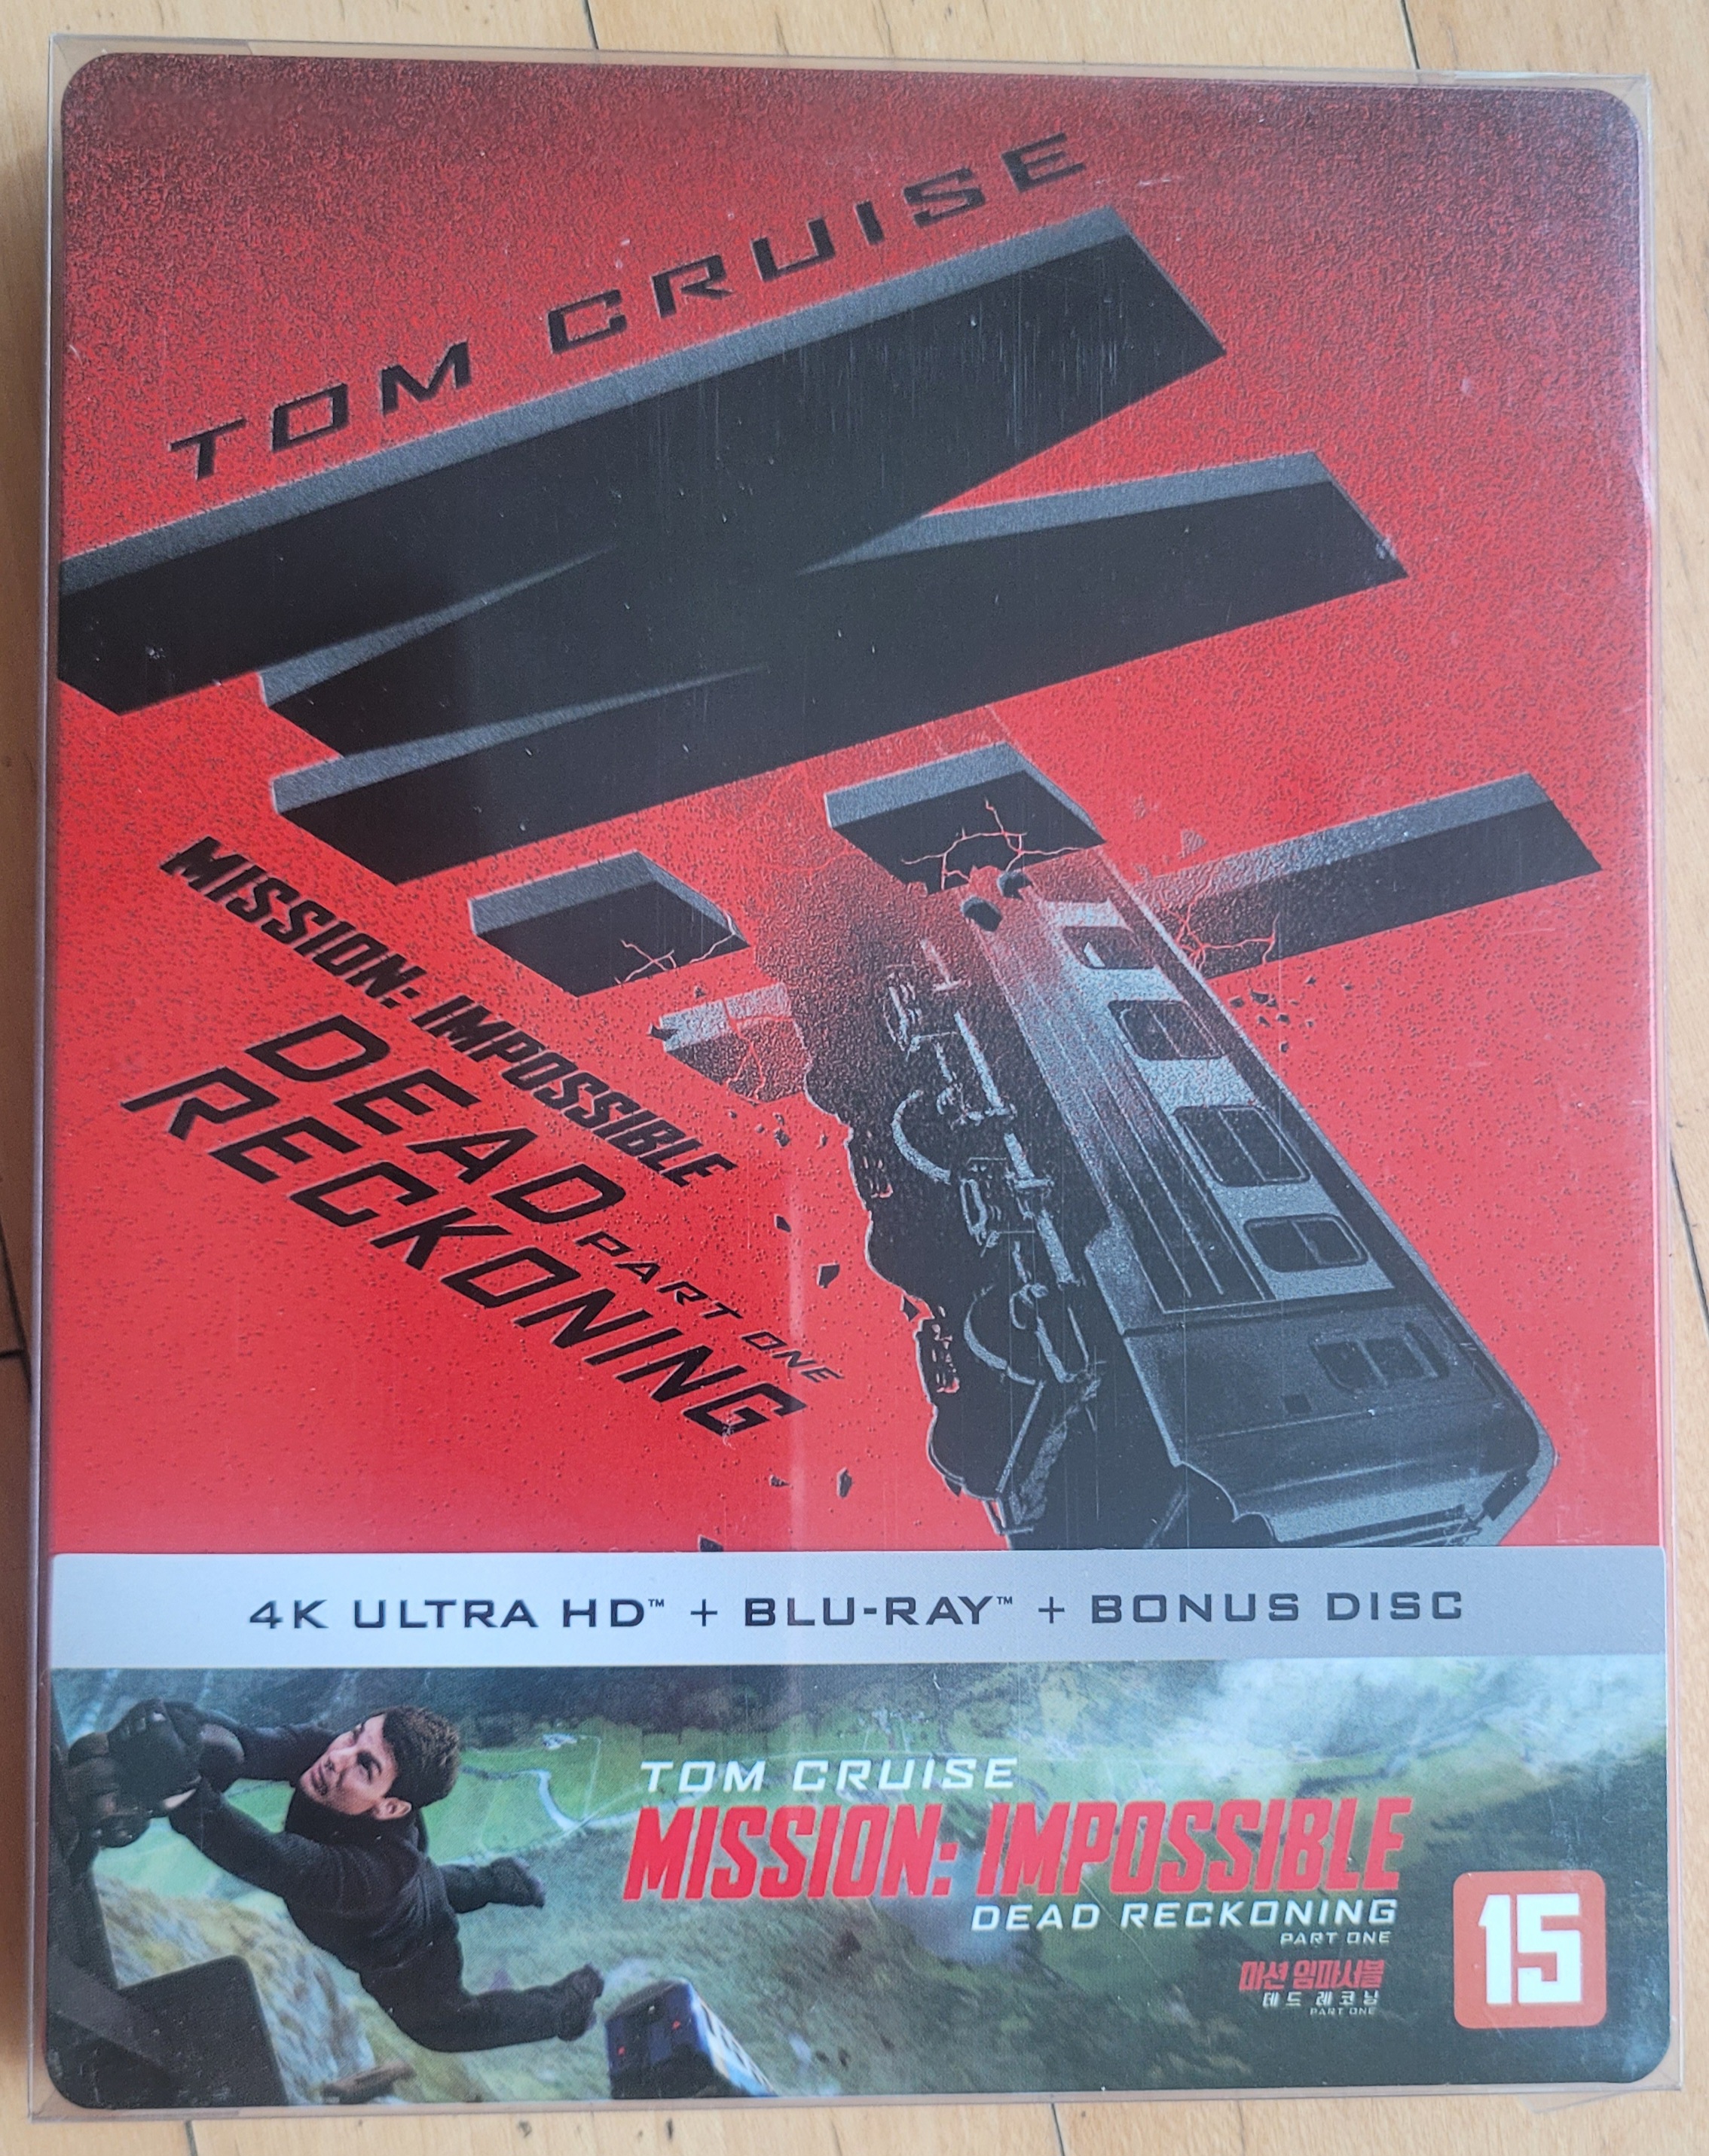 TOM CRUISE
MISSION: IMPOSSIBLE
DEAD
PART ONE
RECKONING
4K ULTRA HD™ + BLU-RAY™ + BONUS DISC
TOM CRUISE
MISSION: IMPOSSIBLE
DEAD RECKONING
PART ONE
미션 임파서블
데드 레코닝
PART ONE
15